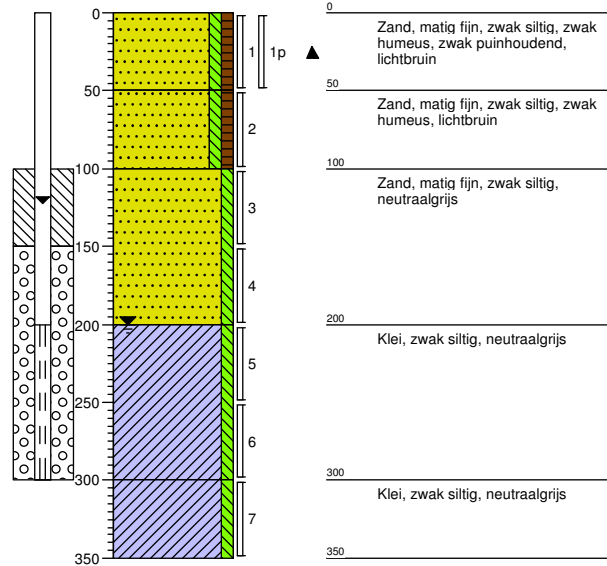 0
50
100
150
200
250
300
350
1
1p
2
3
4
5
6
7
0
Zand, matig fijn, zwak siltig, zwak
humeus, zwak puinhoudend,
lichtbruin
50
Zand, matig fijn, zwak siltig, zwak
humeus, lichtbruin
100
Zand, matig fijn, zwak siltig,
neutraalgrijs
200
Klei, zwak siltig, neutraalgrijs
300
Klei, zwak siltig, neutraalgrijs
350